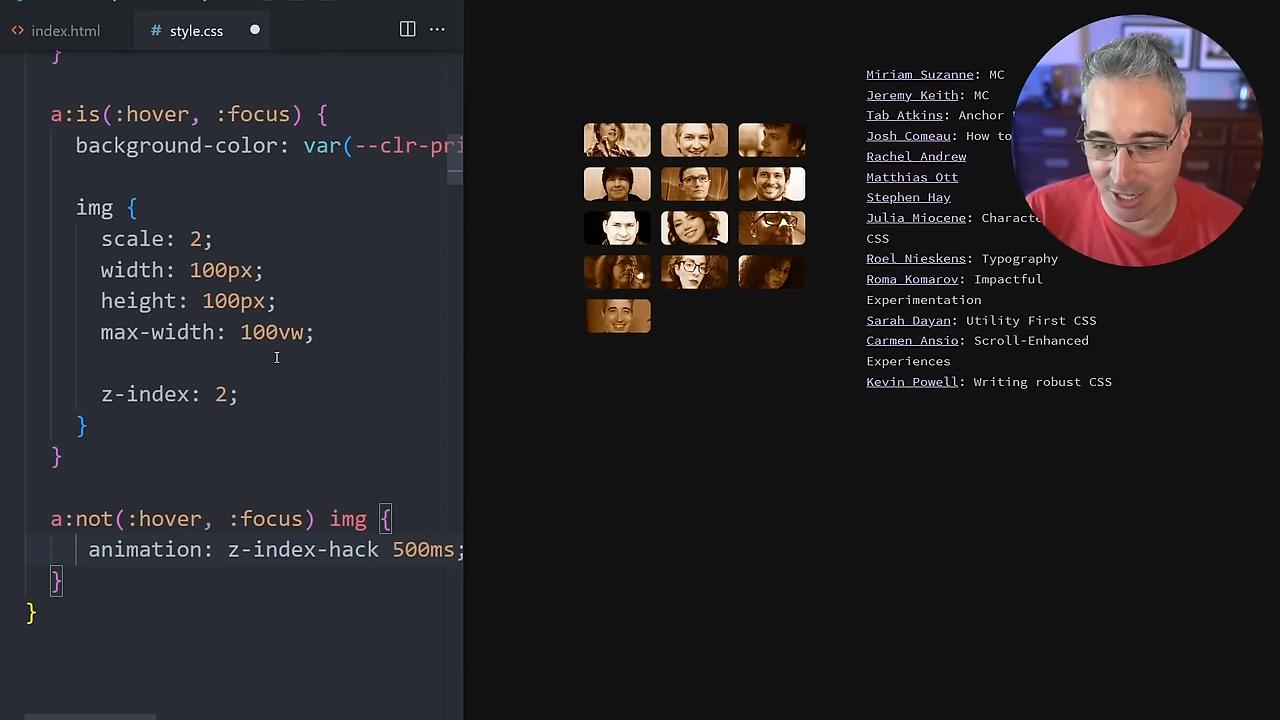 index.html
# style.css
}
a:is(:hover, :focus) {
background-color: var(--clr-pri
img {
scale: 2;
width: 100px;
height: 100px;
max-width: 100vw;
z-index: 2;
}
}
a:not(:hover, :focus) img {
animation: z-index-hack 500ms;
}
}
Miriam Suzanne: MC
Jeremy Keith: MC
Tab Atkins: Anchor
Josh Comeau: How to
Rachel Andrew
Matthias Ott
Stephen Hay
Julia Miocene: Characte
CSS
Roel Nieskens: Typography
Roma Komarov: Impactful
Experimentation
Sarah Dayan: Utility First CSS
Carmen Ansio: Scroll-Enhanced
Experiences
Kevin Powell: Writing robust CSS